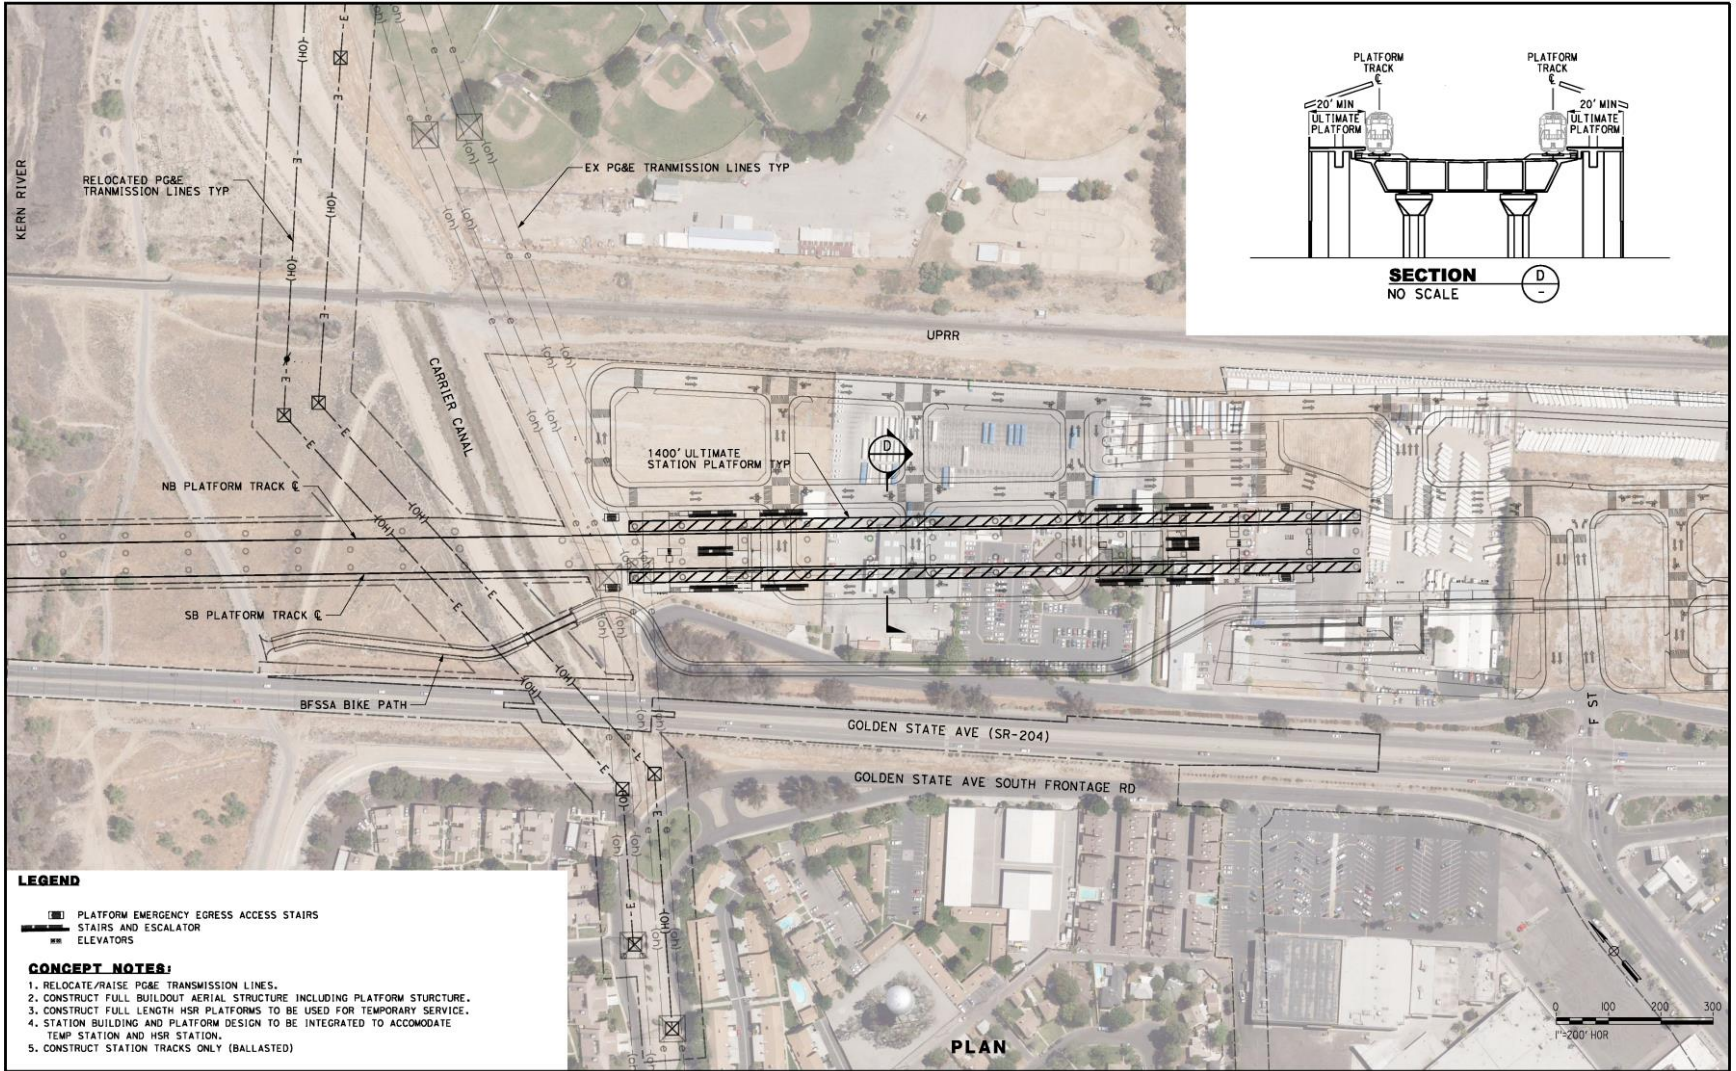 PLATFORM
TRACK
℄
PLATFORM
TRACK
℄
20' MIN
ULTIMATE
PLATFORM
20' MIN
ULTIMATE
PLATFORM
SECTION
NO SCALE
D
-
KERN RIVER
RELOCATED PG&E
TRANMISSION LINES TYP
EX PG&E TRANMISSION LINES TYP
UPRR
CARRIER CANAL
1400' ULTIMATE
STATION PLATFORM TYP
D
NB PLATFORM TRACK ℄
SB PLATFORM TRACK ℄
BFSSA BIKE PATH
GOLDEN STATE AVE (SR-204)
GOLDEN STATE AVE SOUTH FRONTAGE RD
F ST
LEGEND
PLATFORM EMERGENCY EGRESS ACCESS STAIRS
STAIRS AND ESCALATOR
ELEVATORS
CONCEPT NOTES:
1. RELOCATE/RAISE PG&E TRANSMISSION LINES.
2. CONSTRUCT FULL BUILDOUT AERIAL STRUCTURE INCLUDING PLATFORM STURCTURE.
3. CONSTRUCT FULL LENGTH HSR PLATFORMS TO BE USED FOR TEMPORARY SERVICE.
4. STATION BUILDING AND PLATFORM DESIGN TO BE INTEGRATED TO ACCOMODATE
TEMP STATION AND HSR STATION.
5. CONSTRUCT STATION TRACKS ONLY (BALLASTED)
PLAN
0 100 200 300
1"=200' HOR